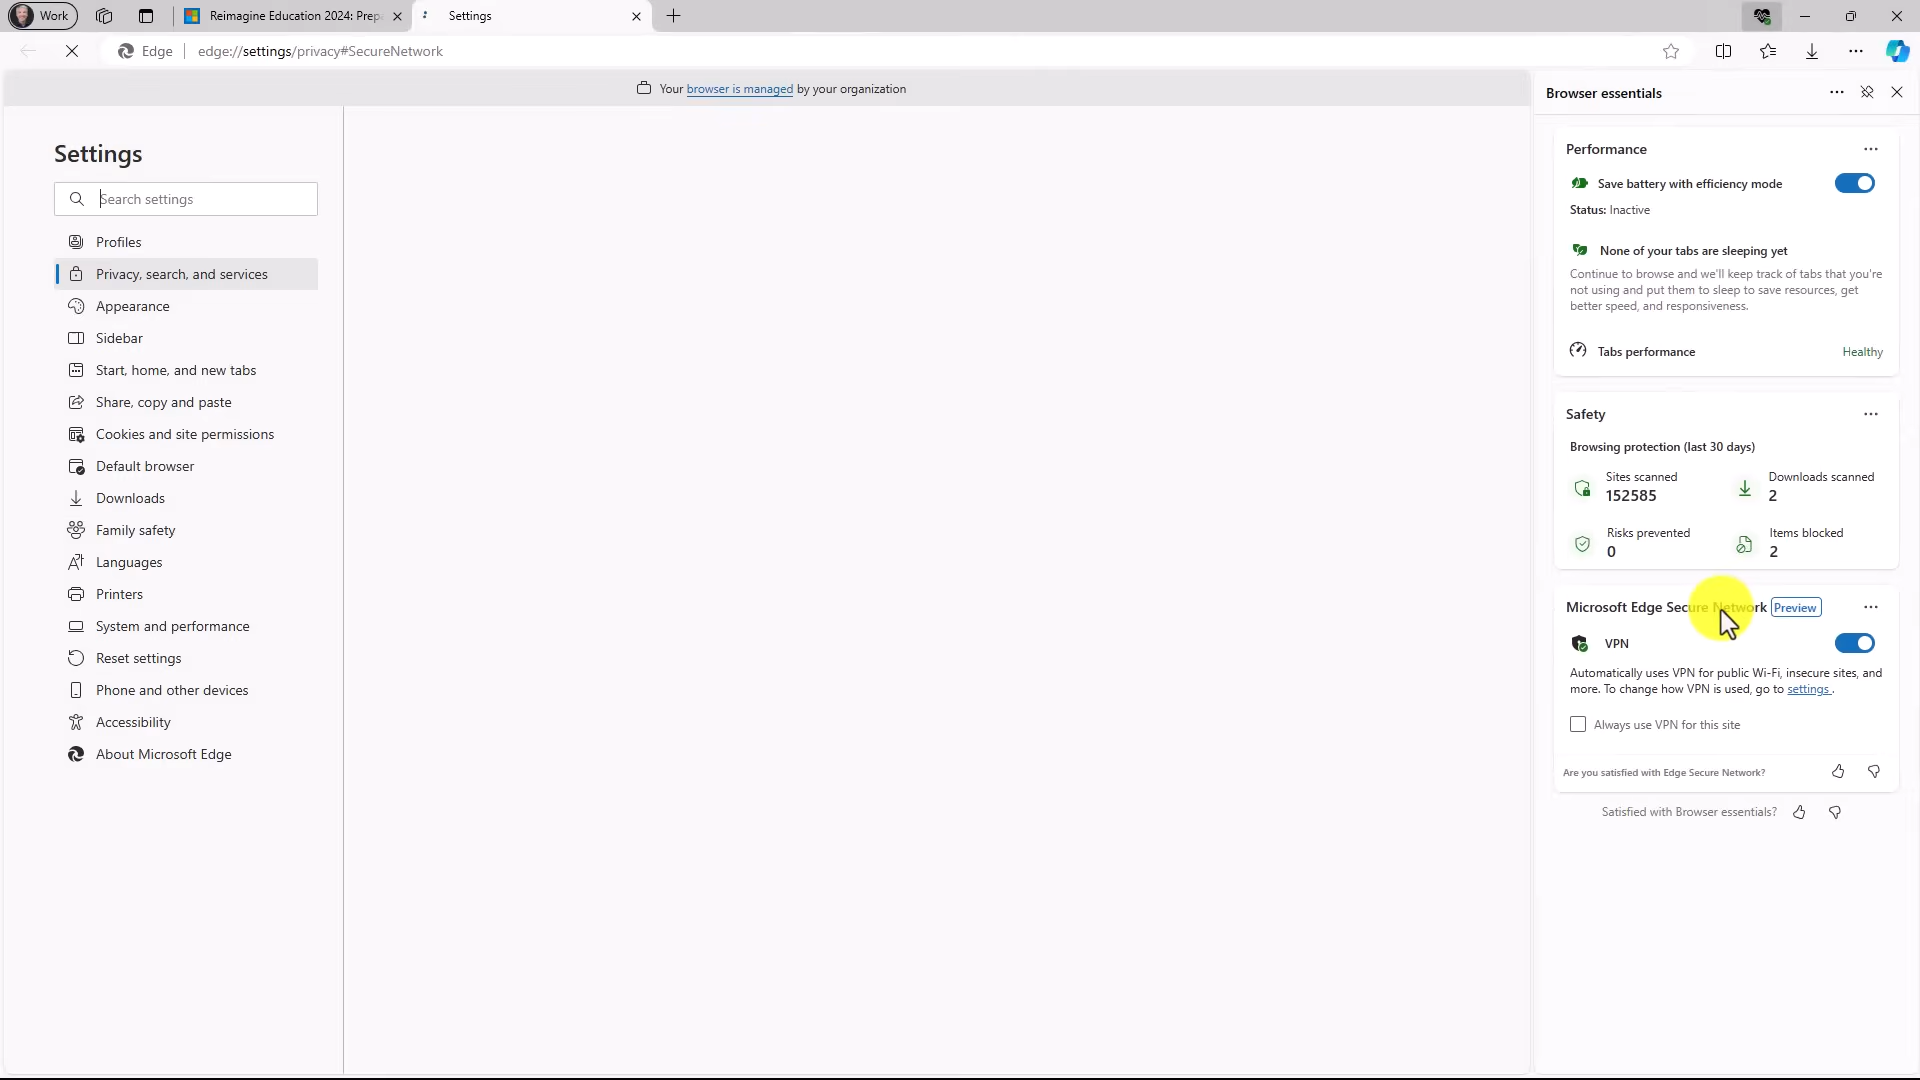 Work
Reimagine Education 2024: Prep
Settings
Edge
edge://settings/privacy#SecureNetwork
Your browser is managed by your organization
Settings
Search settings
Profiles
Privacy, search, and services
Appearance
Sidebar
Start, home, and new tabs
Share, copy and paste
Cookies and site permissions
Default browser
Downloads
Family safety
Languages
Printers
System and performance
Reset settings
Phone and other devices
Accessibility
About Microsoft Edge
Browser essentials
Performance
Save battery with efficiency mode
Status: Inactive
None of your tabs are sleeping yet
Continue to browse and we'll keep track of tabs that you're
not using and put them to sleep to save resources, get
better speed, and responsiveness.
Tabs performance
Healthy
Safety
Browsing protection (last 30 days)
Sites scanned
152585
Downloads scanned
2
Risks prevented
0
Items blocked
2
Microsoft Edge Secure Network Preview
VPN
Automatically uses VPN for public Wi-Fi, insecure sites, and
more. To change how VPN is used, go to settings .
Always use VPN for this site
Are you satisfied with Edge Secure Network?
Satisfied with Browser essentials?